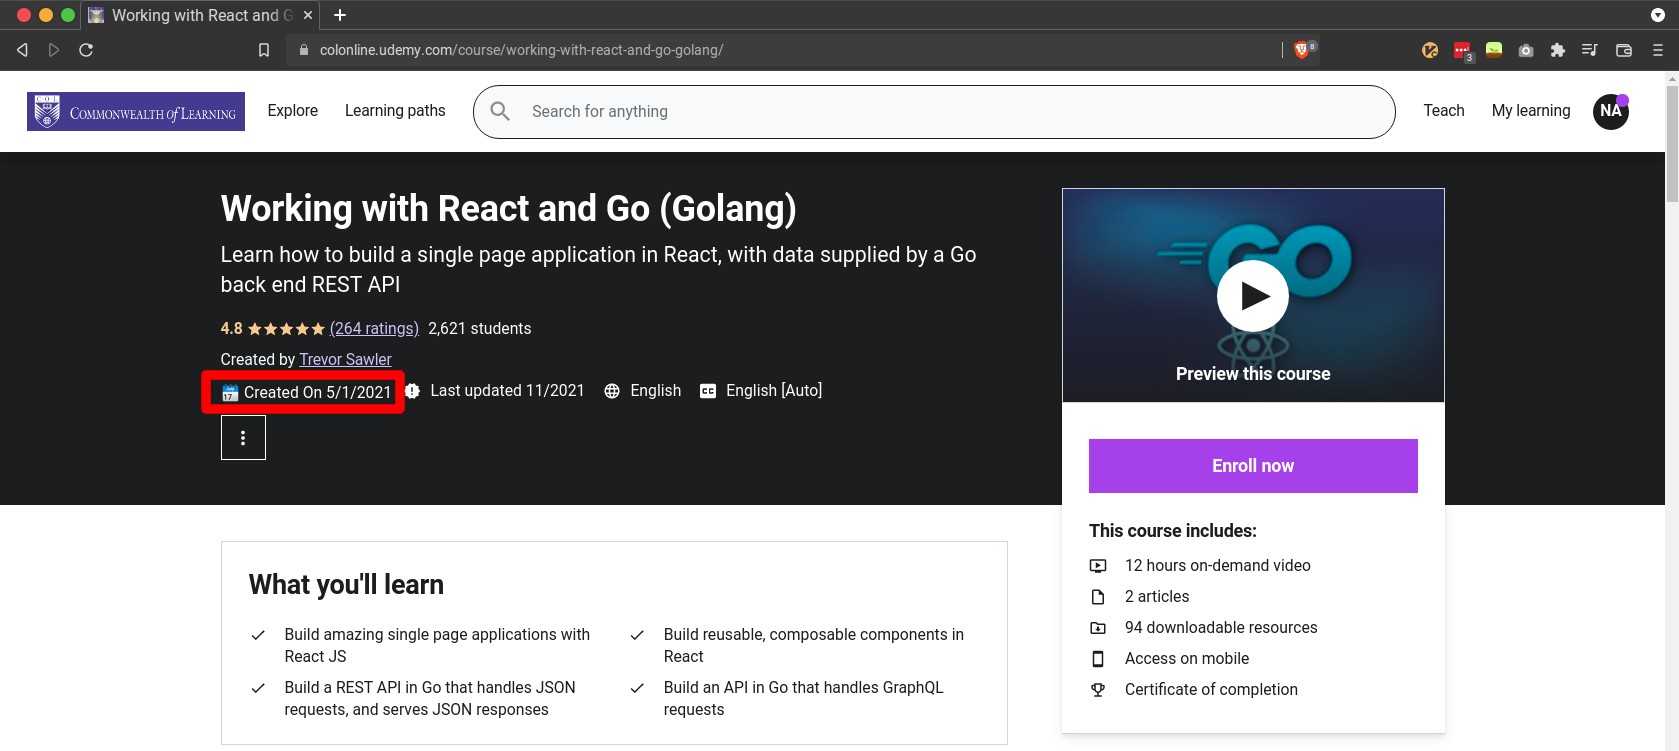 Working with React and G
colonline.udemy.com/course/working-with-react-and-go-golang/
8
3
COL
COMMONWEALTH of LEARNING
Explore
Learning paths
Search for anything
Teach
My learning
NA
Working with React and Go (Golang)
Learn how to build a single page application in React, with data supplied by a Go
back end REST API
4.8 (264 ratings) 2,621 students
Created by Trevor Sawler
17 Created On 5/1/2021
Last updated 11/2021
English
CC English [Auto]
GO
Preview this course
Enroll now
This course includes:
12 hours on-demand video
2 articles
94 downloadable resources
Access on mobile
Certificate of completion
What you'll learn
Build amazing single page applications with
React JS
Build reusable, composable components in
React
Build a REST API in Go that handles JSON
requests, and serves JSON responses
Build an API in Go that handles GraphQL
requests